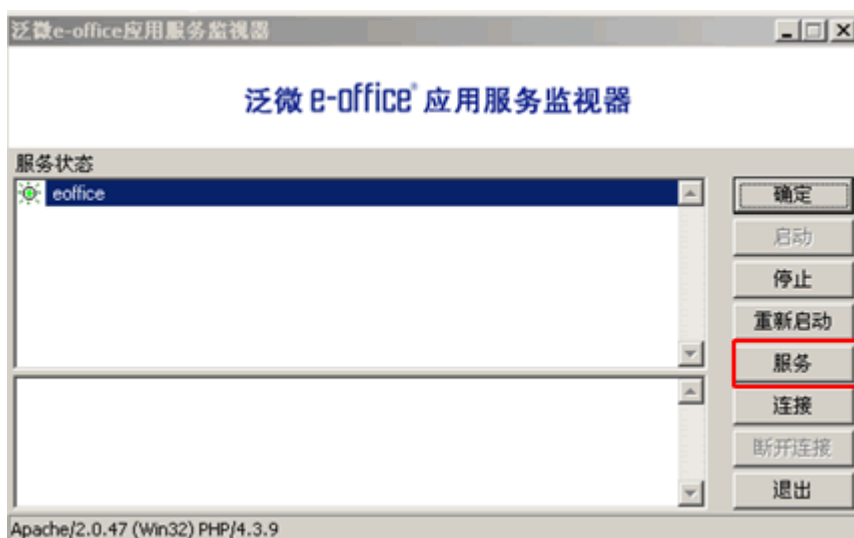 泛微e-office应用服务监视器
泛微 e-office® 应用服务监视器
服务状态
eoffice
确定
启动
停止
重新启动
服务
连接
断开连接
退出
Apache/2.0.47 (Win32) PHP/4.3.9